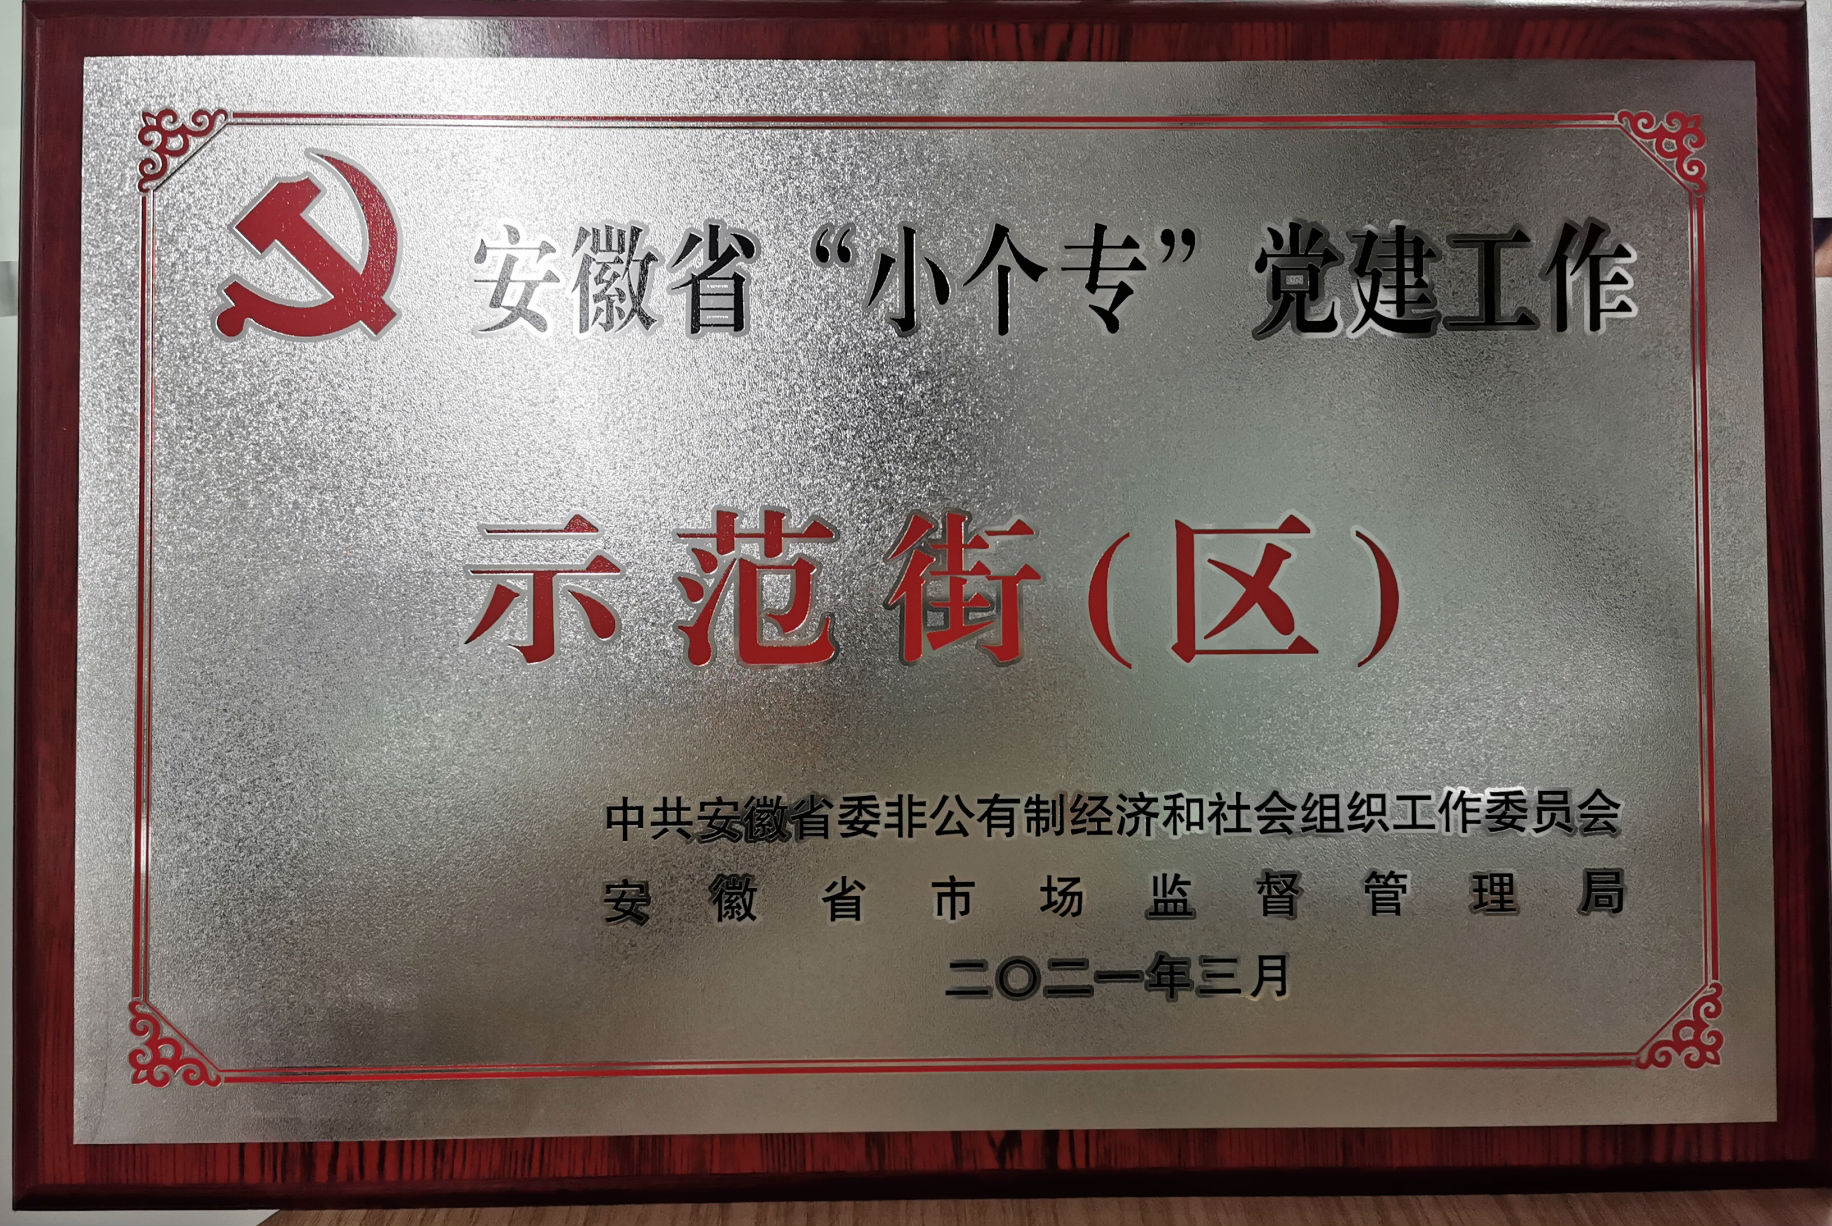 安徽省“小个专”党建工作
示范街(区)
中共安徽省委非公有制经济和社会组织工作委员会
安徽省市场监督管理局
二〇二一年三月